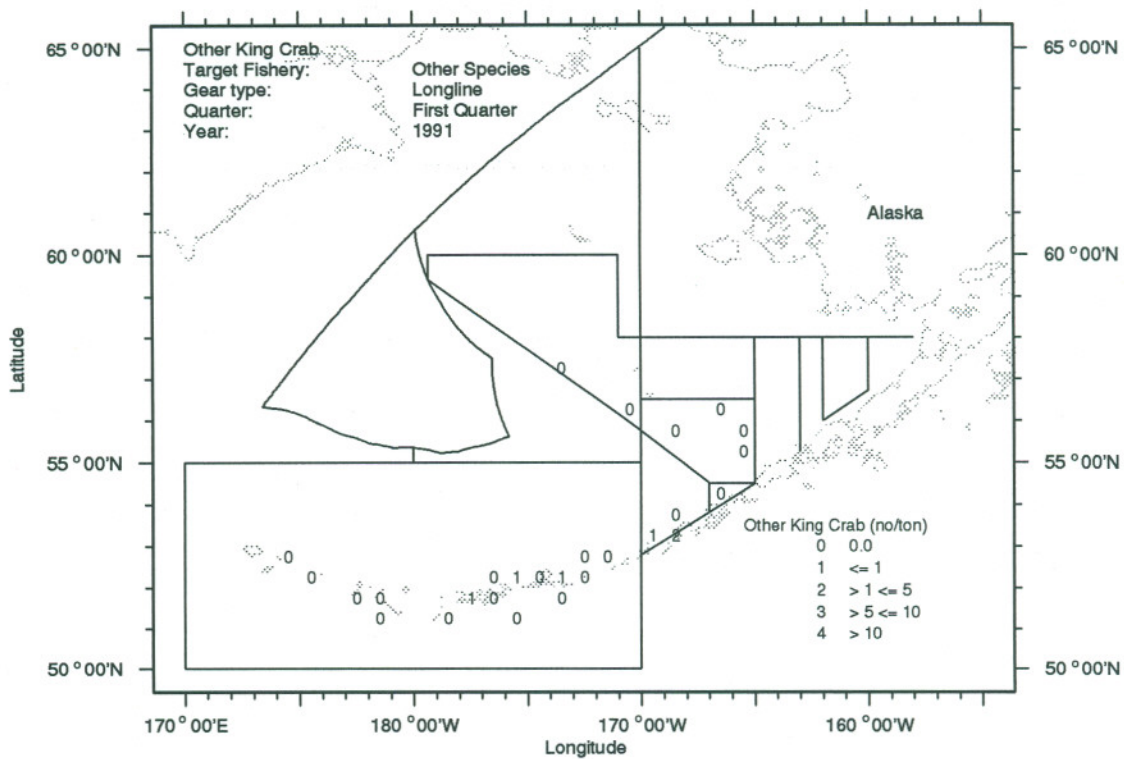 65°00'N
65°00'N
Other King Crab
Target Fishery: Other Species
Gear type: Longline
Quarter: First Quarter
Year: 1991
Alaska
60°00'N
60°00'N
Latitude
0
0 0
0 0
0
55°00'N
55°00'N
0
0
Other King Crab (no/ton)
1 2
0 0.0
0 0 0
1 <= 1
0 0 1 0 1 0
2 > 1 <= 5
0 0 1 0 0
3 > 5 <= 10
0 0 0
4 > 10
50°00'N
50°00'N
170°00'E 180°00'W 170°00'W 160°00'W
Longitude